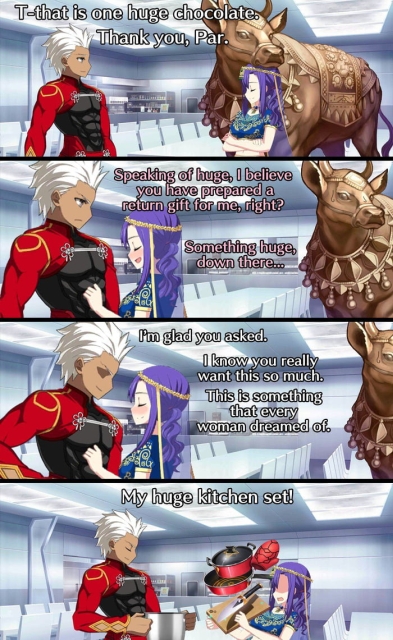 T-that is one huge chocolate.
Thank you, Par.
Speaking of huge, I believe
you have prepared a
return gift for me, right?
Something huge,
down there...
I'm glad you asked.
I know you really
want this so much.
This is something
that every
woman dreamed of.
My huge kitchen set!